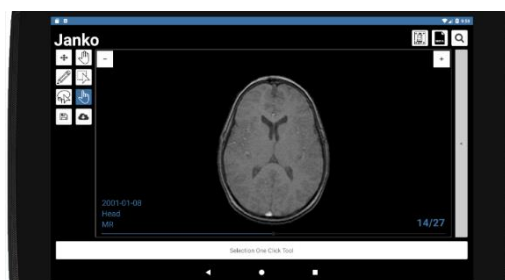 Janko
2001-01-08
Head
MR
14/27
Selection One Click Tool